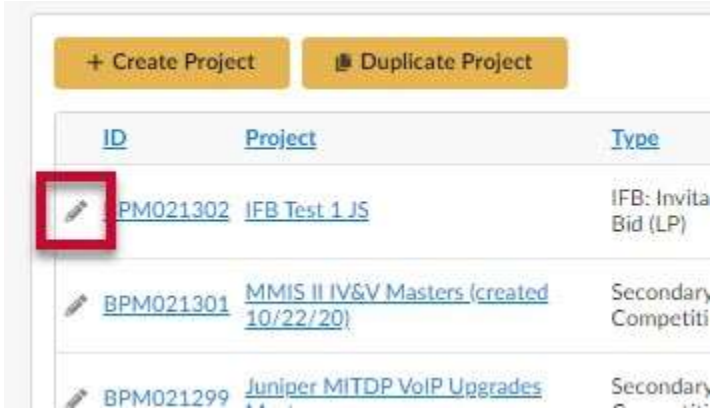 + Create Project
Duplicate Project
ID Project Type
PM021302 IFB Test 1 JS IFB: Invita
Bid (LP)
BPM021301 MMIS II IV&V Masters (created Secondary
10/22/20) Competiti
BPM021299 Juniper MITDP VoIP Upgrades Secondary